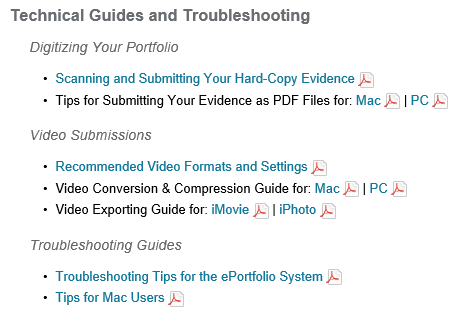 Technical Guides and Troubleshooting
Digitizing Your Portfolio
• Scanning and Submitting Your Hard-Copy Evidence
• Tips for Submitting Your Evidence as PDF Files for: Mac | PC
Video Submissions
• Recommended Video Formats and Settings
• Video Conversion & Compression Guide for: Mac | PC
• Video Exporting Guide for: iMovie | iPhoto
Troubleshooting Guides
• Troubleshooting Tips for the ePortfolio System
• Tips for Mac Users